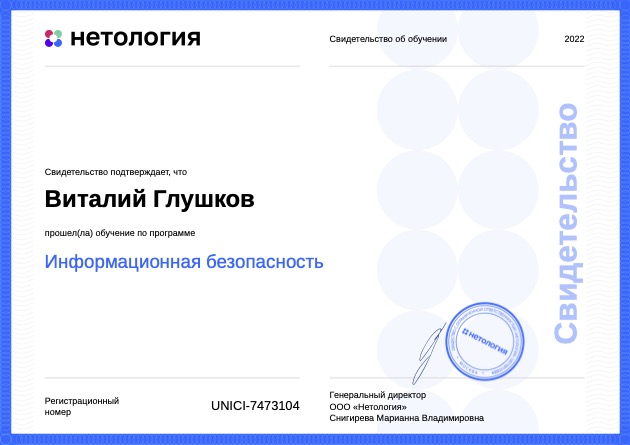 нетология
Свидетельство об обучении
2022
Свидетельство подтверждает, что
Виталий Глушков
прошел(ла) обучение по программе
Информационная безопасность
Свидетельство
нетология
Регистрационный
номер
UNICI-7473104
Генеральный директор
ООО «Нетология»
Снигирева Марианна Владимировна